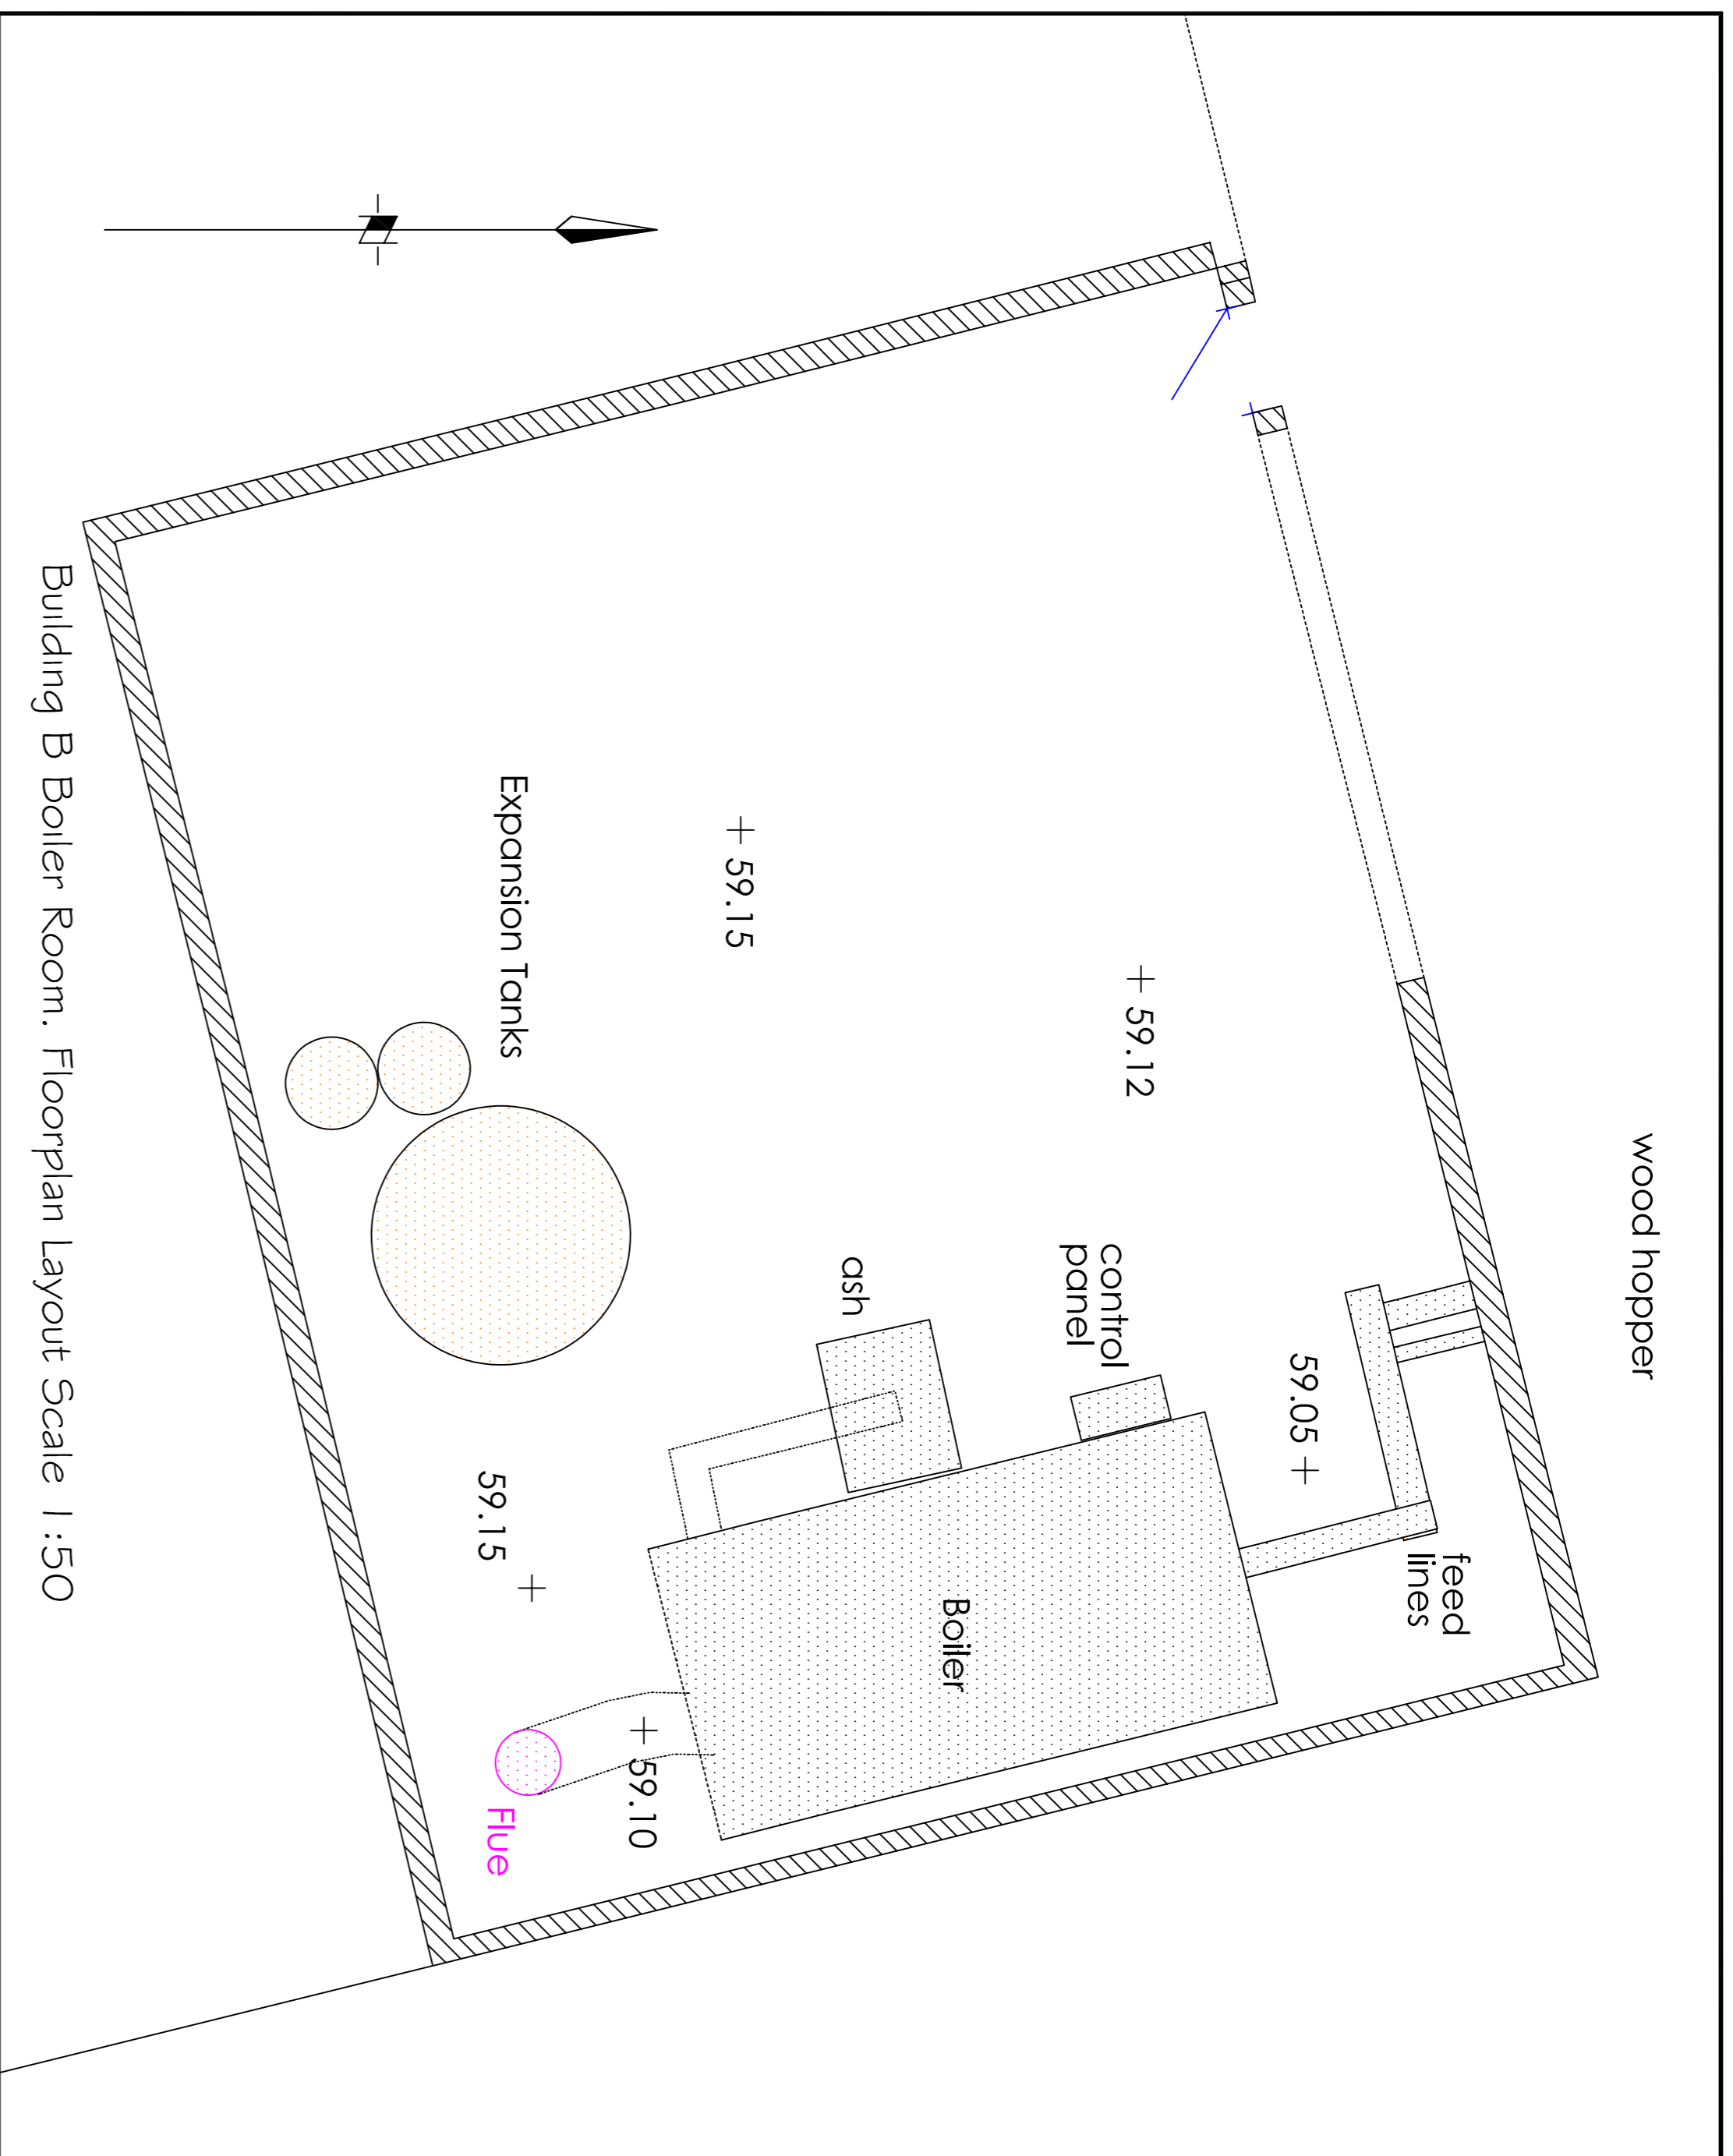 wood hopper
feed
lines
59.05
control
panel
59.12
Boiler
ash
59.15
59.10
Expansion Tanks
59.15
Flue
Building B Boiler Room. Floorplan Layout Scale 1:50